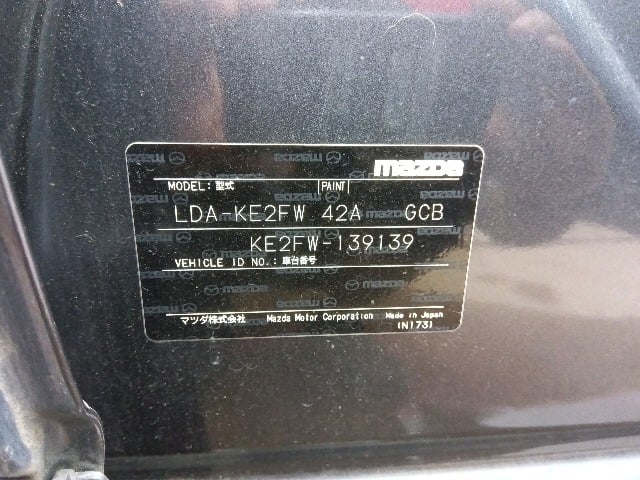 mazda
MODEL: 型式 PAINT
LDA-KE2FW 42A GCB
KE2FW-139139
VEHICLE ID NO.: 車台番号
マツダ株式会社 Mazda Motor Corporation Made in Japan
(N173)